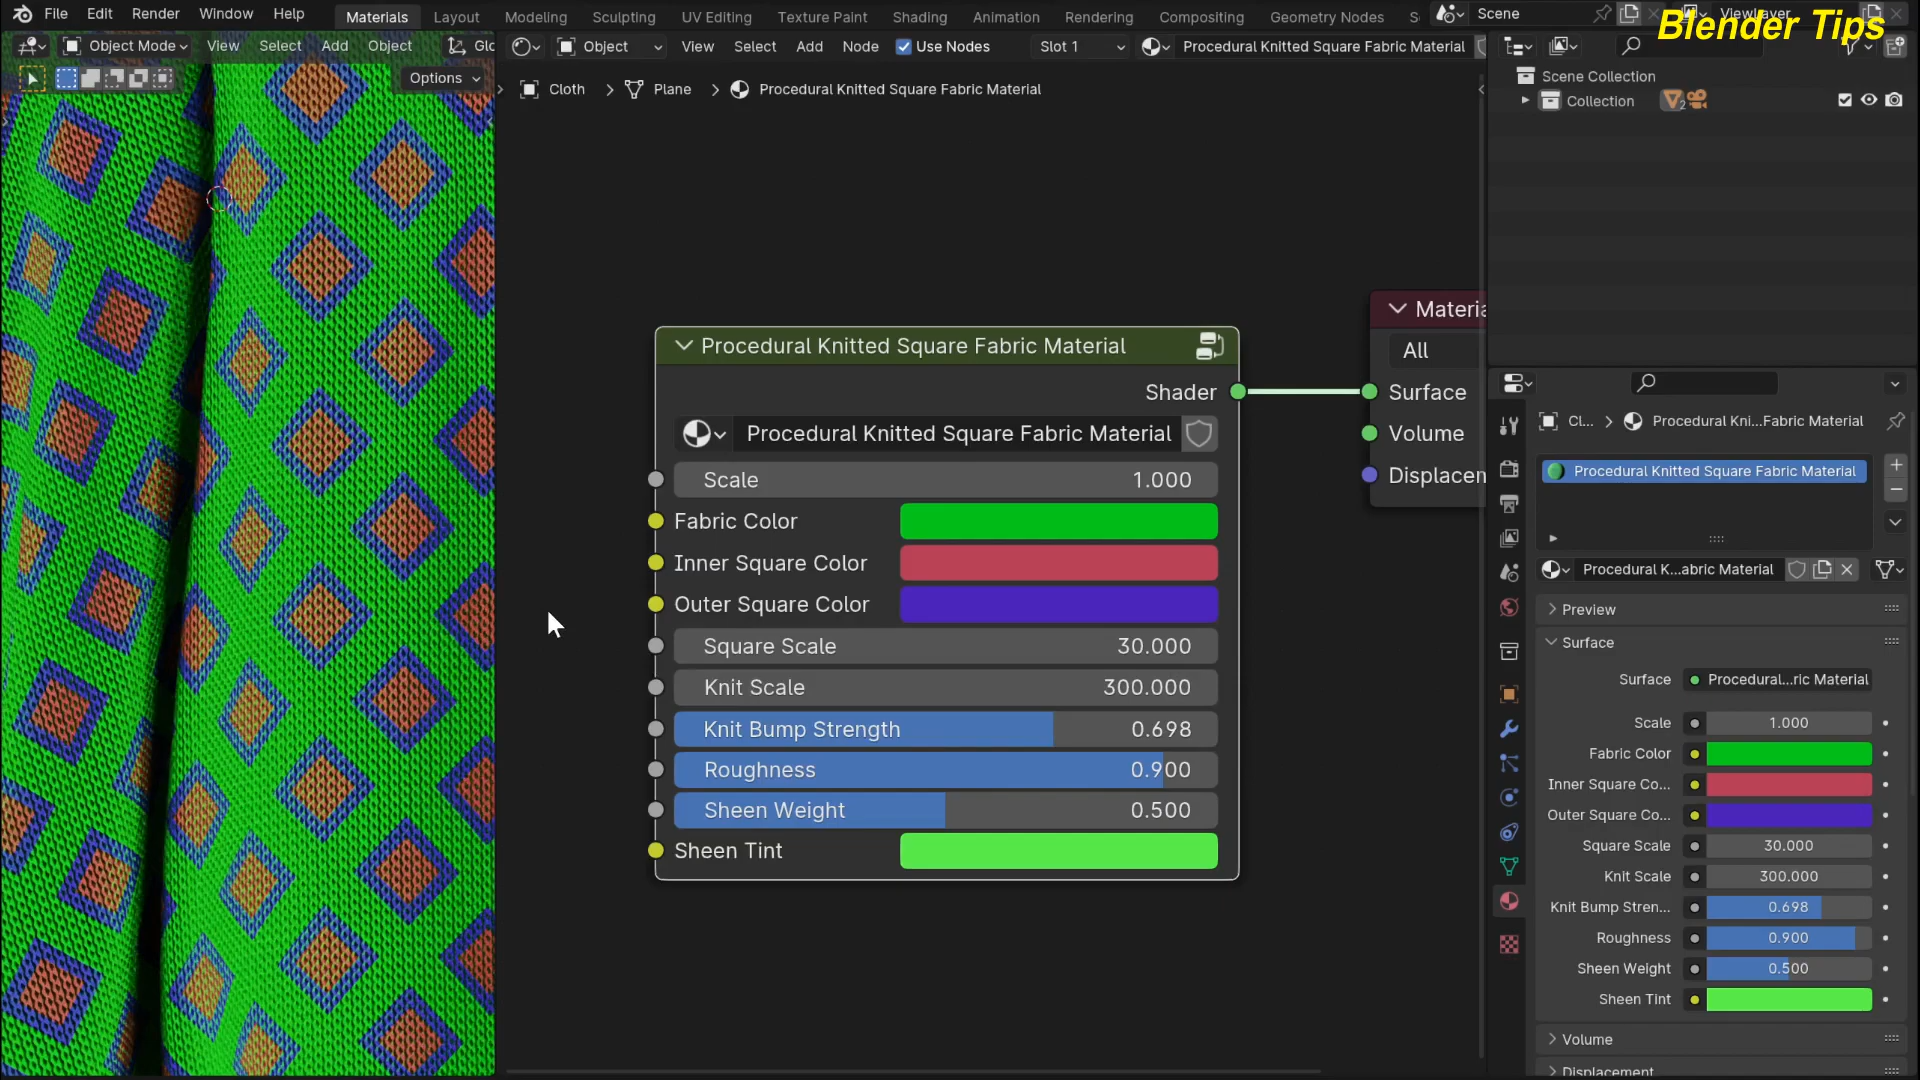 File Edit Render Window Help Materials Layout Modeling Sculpting UV Editing Texture Paint Shading Animation Rendering Compositing Geometry Nodes S Scene ViewLayer
Blender Tips
Object Mode View Select Add Object Glo
Options
Object View Select Add Node Use Nodes Slot 1 Procedural Knitted Square Fabric Material
Cloth > Plane > Procedural Knitted Square Fabric Material
Scene Collection
Collection 2
Procedural Knitted Square Fabric Material
Shader
Procedural Knitted Square Fabric Material
Scale 1.000
Fabric Color
Inner Square Color
Outer Square Color
Square Scale 30.000
Knit Scale 300.000
Knit Bump Strength 0.698
Roughness 0.900
Sheen Weight 0.500
Sheen Tint
Materia
All
Surface
Volume
Displacen
Cl... > Procedural Kni...Fabric Material
Procedural Knitted Square Fabric Material
Procedural K...abric Material
Preview
Surface
Surface Procedural...ric Material
Scale 1.000
Fabric Color
Inner Square Co...
Outer Square Co...
Square Scale 30.000
Knit Scale 300.000
Knit Bump Stren... 0.698
Roughness 0.900
Sheen Weight 0.500
Sheen Tint
Volume
Displacement